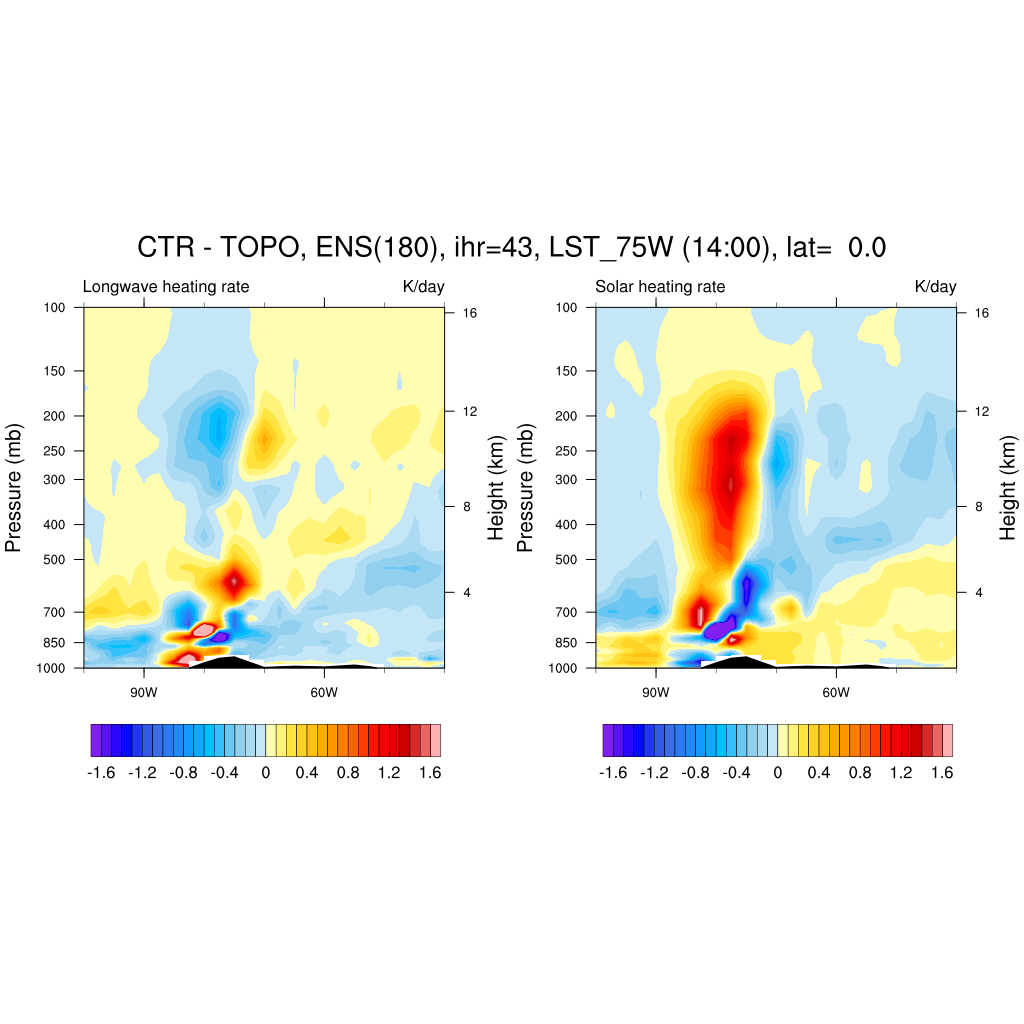 CTR - TOPO, ENS(180), ihr=43, LST_75W (14:00), lat=  0.0
Longwave heating rate K/day
Pressure (mb)
100
150
200
250
300
400
500
700
850
1000
16
12
8
4
Height (km)
90W 60W
-1.6 -1.2 -0.8 -0.4 0 0.4 0.8 1.2 1.6
Solar heating rate K/day
Pressure (mb)
100
150
200
250
300
400
500
700
850
1000
16
12
8
4
Height (km)
90W 60W
-1.6 -1.2 -0.8 -0.4 0 0.4 0.8 1.2 1.6